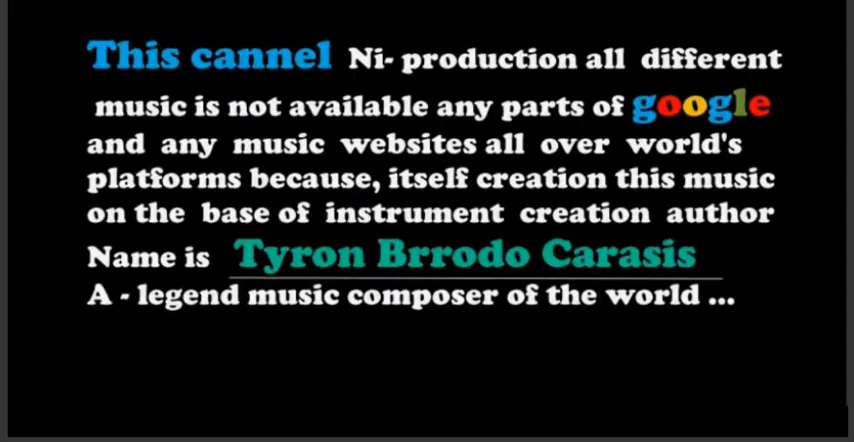 This cannel Ni- production all different
music is not available any parts of google
and any music websites all over world's
platforms because, itself creation this music
on the base of instrument creation author
Name is Tyron Brrodo Carasis
A - legend music composer of the world ...